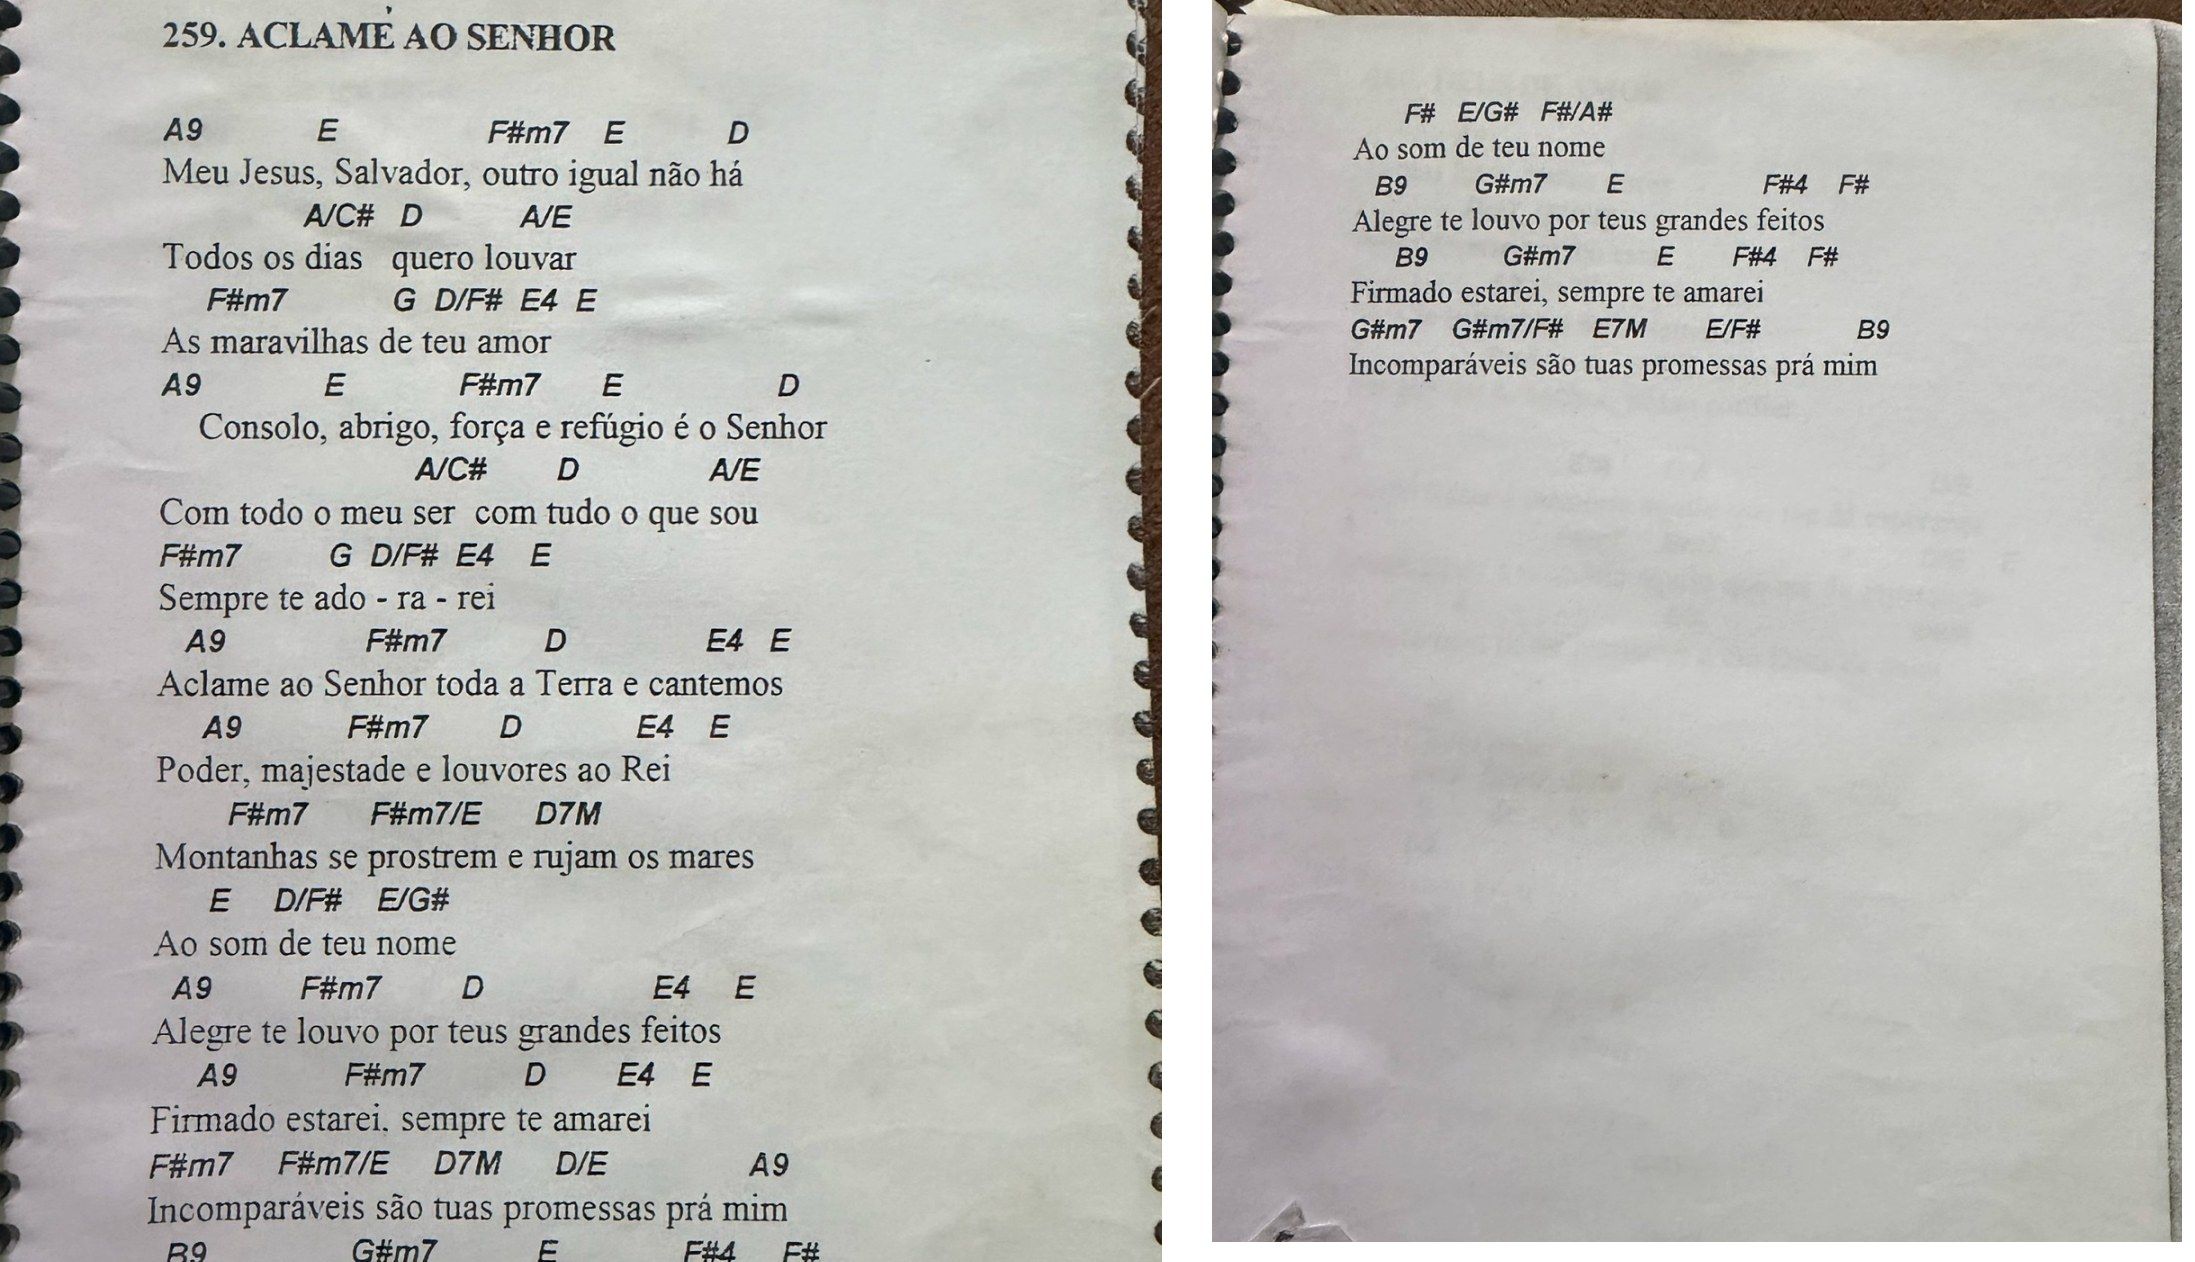 259. ACLAME AO SENHOR
A9 E F#m7 E D
Meu Jesus, Salvador, outro igual não há
A/C# D A/E
Todos os dias quero louvar
F#m7 G D/F# E4 E
As maravilhas de teu amor
A9 E F#m7 E D
Consolo, abrigo, força e refúgio é o Senhor
A/C# D A/E
Com todo o meu ser com tudo o que sou
F#m7 G D/F# E4 E
Sempre te ado - ra - rei
A9 F#m7 D E4 E
Aclame ao Senhor toda a Terra e cantemos
A9 F#m7 D E4 E
Poder, majestade e louvores ao Rei
F#m7 F#m7/E D7M
Montanhas se prostrem e rujam os mares
E D/F# E/G#
Ao som de teu nome
A9 F#m7 D E4 E
Alegre te louvo por teus grandes feitos
A9 F#m7 D E4 E
Firmado estarei, sempre te amarei
F#m7 F#m7/E D7M D/E A9
Incomparáveis são tuas promessas prá mim
B9 G#m7 E F#4 F#
F# E/G# F#/A#
Ao som de teu nome
B9 G#m7 E F#4 F#
Alegre te louvo por teus grandes feitos
B9 G#m7 E F#4 F#
Firmado estarei, sempre te amarei
G#m7 G#m7/F# E7M E/F# B9
Incomparáveis são tuas promessas prá mim